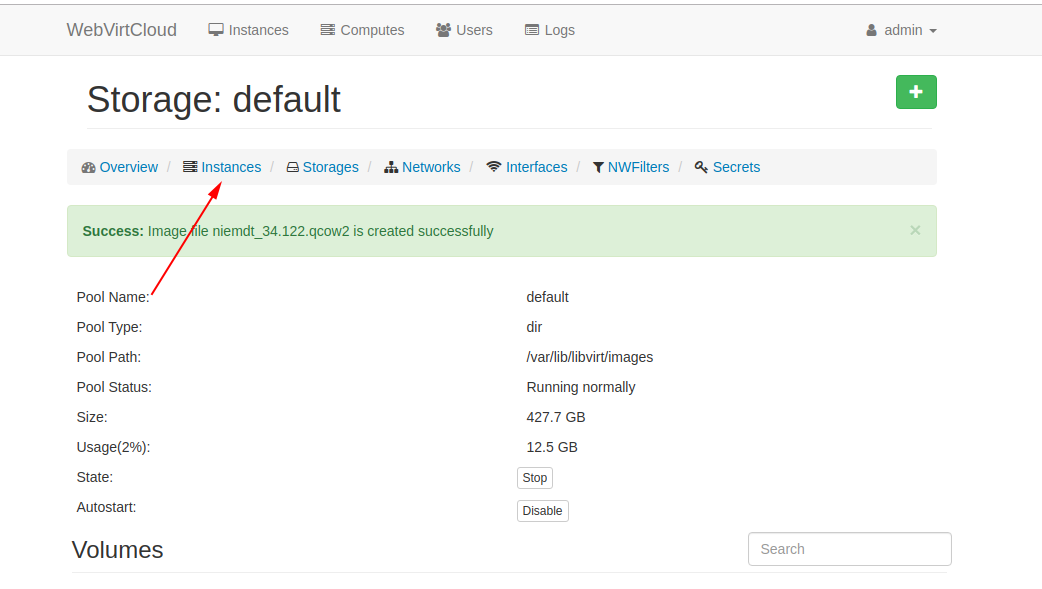 WebVirtCloud Instances Computes Users Logs admin
Storage: default
Overview / Instances / Storages / Networks / Interfaces / NWFilters / Secrets
Success: Image file niemdt_34.122.qcow2 is created successfully ×
Pool Name: default
Pool Type: dir
Pool Path: /var/lib/libvirt/images
Pool Status: Running normally
Size: 427.7 GB
Usage(2%): 12.5 GB
State: Stop
Autostart: Disable
Volumes Search